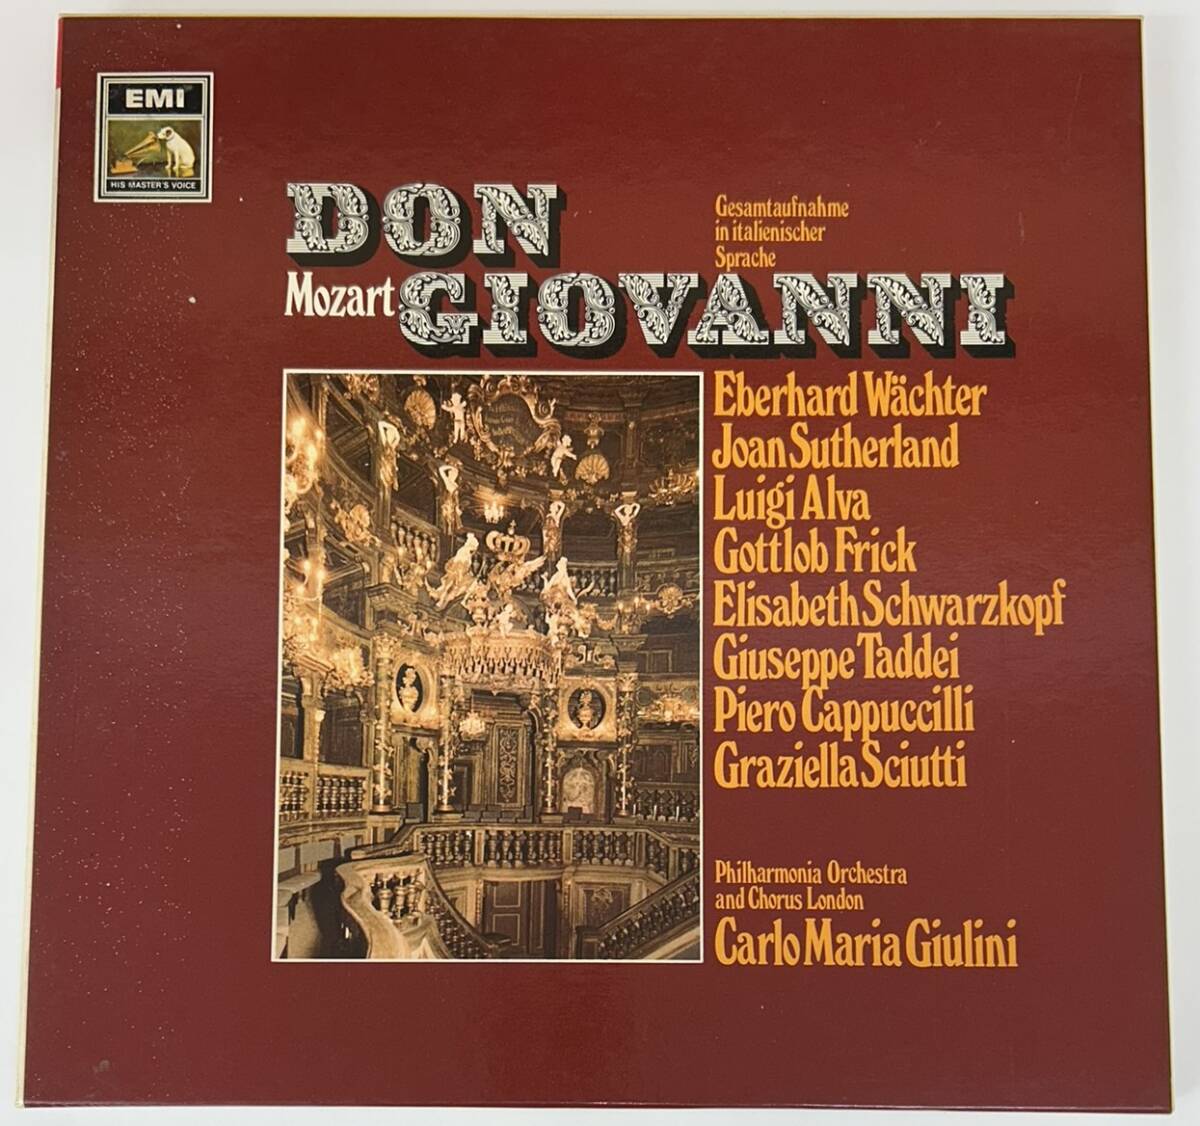 EMI
HIS MASTER'S VOICE
DON
Gesamtaufnahme
in italienischer
Sprache
Mozart GIOVANNI
Eberhard Wächter
Joan Sutherland
Luigi Alva
Gottlob Frick
Elisabeth Schwarzkopf
Giuseppe Taddei
Piero Cappuccilli
Graziella Sciutti
Philharmonia Orchestra
and Chorus London
Carlo Maria Giulini